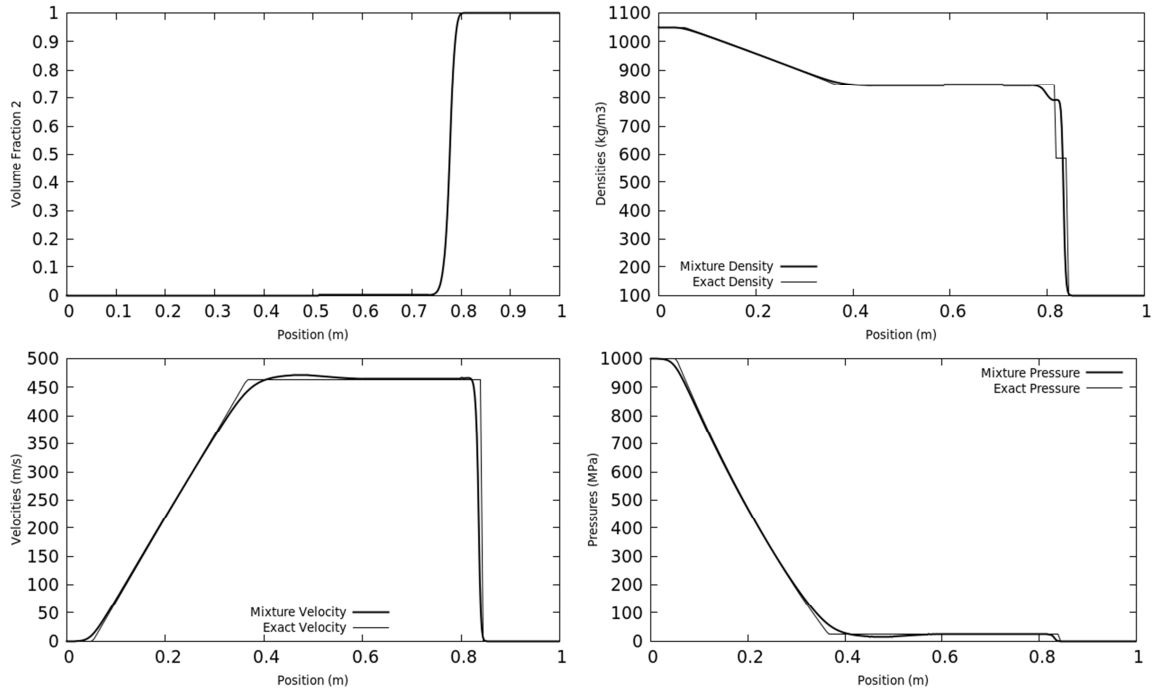 1
0.9
0.8
0.7
0.6
0.5
0.4
0.3
0.2
0.1
0
Volume Fraction 2
0 0.1 0.2 0.3 0.4 0.5 0.6 0.7 0.8 0.9 1
Position (m)
1100
1000
900
800
700
600
500
400
300
200
100
Densities (kg/m3)
Mixture Density
Exact Density
0 0.2 0.4 0.6 0.8 1
Position (m)
500
450
400
350
300
250
200
150
100
50
0
Velocities (m/s)
Mixture Velocity
Exact Velocity
0 0.2 0.4 0.6 0.8 1
Position (m)
1000
900
800
700
600
500
400
300
200
100
0
Pressures (MPa)
Mixture Pressure
Exact Pressure
0 0.2 0.4 0.6 0.8 1
Position (m)